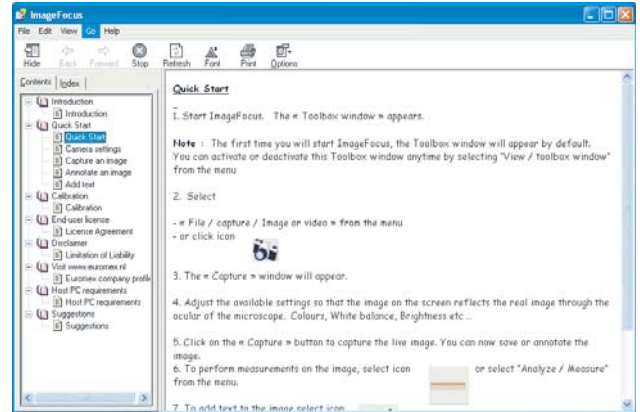 ImageFocus
File Edit View Go Help
Hide Back Forward Stop Refresh Font Print Options
Contents Index
Introduction
Introduction
Quick Start
Quick Start
Camera settings
Capture an image
Annotate an image
Add text
Calibration
Calibration
End-user license
License Agreement
Disclaimer
Limitation of Liability
Visit www.euromex.nl
Euromex company profile
Host PC requirements
Host PC requirements
Suggestions
Suggestions
Quick Start
1. Start ImageFocus. The « Toolbox window » appears.
Note : The first time you will start ImageFocus, the Toolbox window will appear by default.
You can activate or deactivate this Toolbox window anytime by selecting "View / toolbox window"
from the menu
2. Select
- « File / capture / Image or video » from the menu
- or click icon
3. The « Capture » window will appear.
4. Adjust the available settings so that the image on the screen reflects the real image through the
ocular of the microscope. Colours, White balance, Brightness etc ..
5. Click on the « Capture » button to capture the live image. You can now save or annotate the
image.
6. To perform measurements on the image, select icon or select "Analyze / Measure"
from the menu.
7. To add text to the image select icon